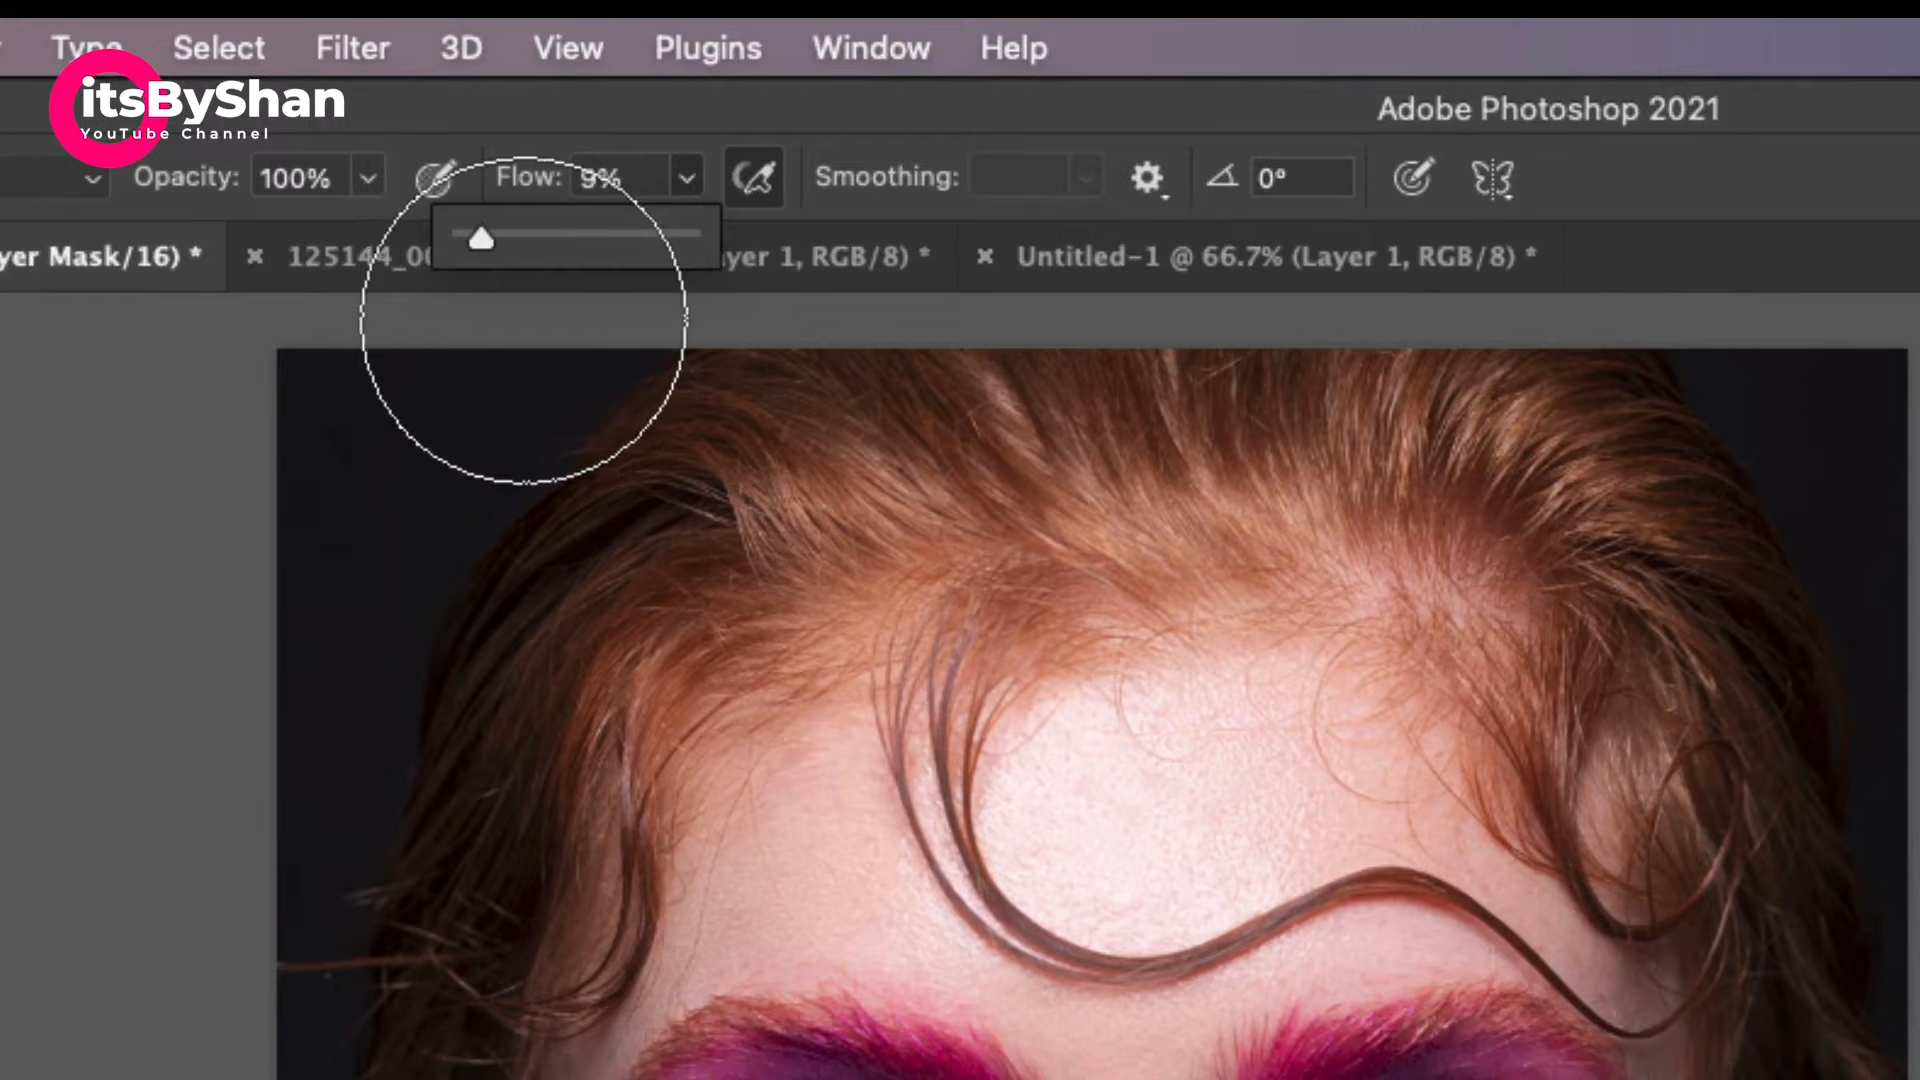 Type Select Filter 3D View Plugins Window Help
itsByShan
YouTube Channel
Adobe Photoshop 2021
Opacity: 100% Flow: 9% Smoothing: 0°
yer Mask/16) * × 125144_0 yer 1, RGB/8) * × Untitled-1 @ 66.7% (Layer 1, RGB/8) *